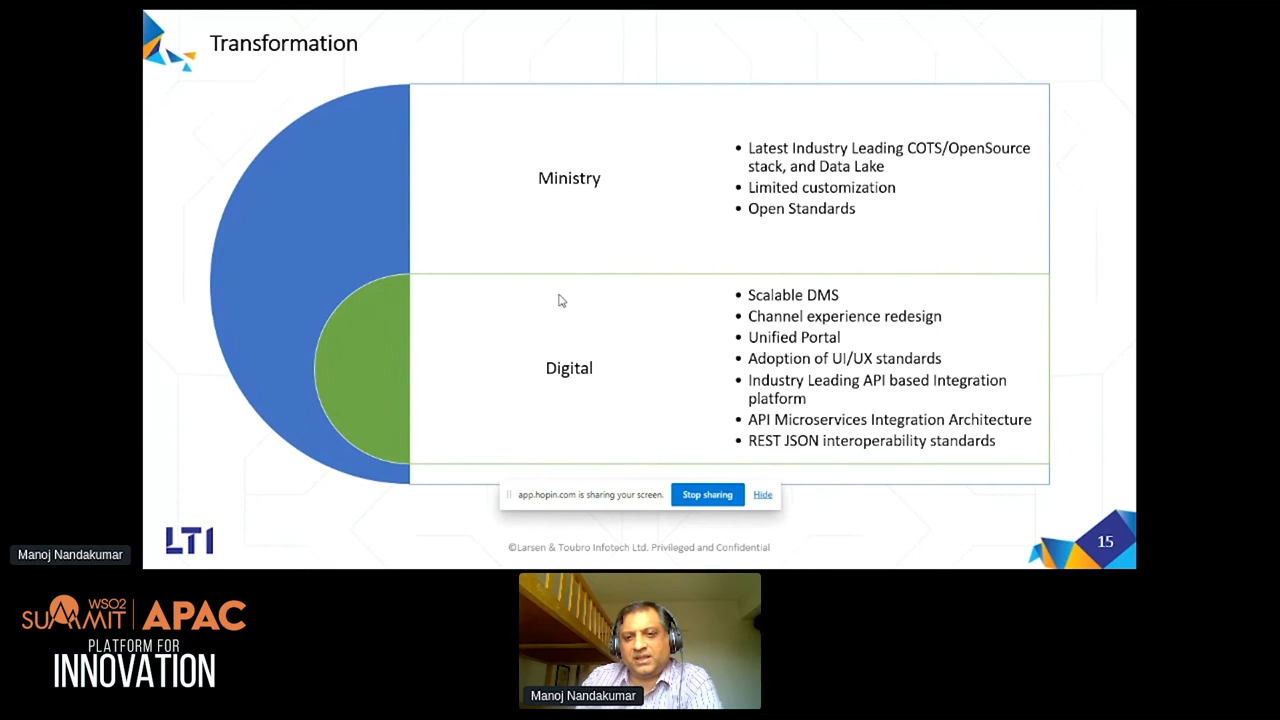 Transformation
Ministry
• Latest Industry Leading COTS/OpenSource
stack, and Data Lake
• Limited customization
• Open Standards
Digital
• Scalable DMS
• Channel experience redesign
• Unified Portal
• Adoption of UI/UX standards
• Industry Leading API based Integration
platform
• API Microservices Integration Architecture
• REST JSON interoperability standards
app.hopin.com is sharing your screen. Stop sharing Hide
LTI
©Larsen & Toubro Infotech Ltd. Privileged and Confidential
15
Manoj Nandakumar
WSO2
SUMMIT APAC
PLATFORM FOR
INNOVATION
Manoj Nandakumar